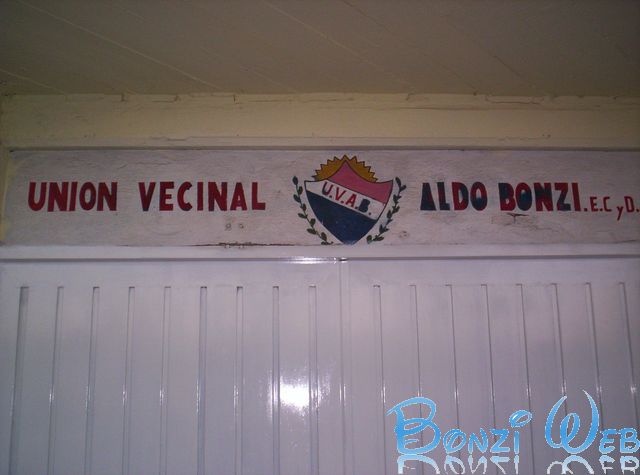 UNION VECINAL U.V.A.B. ALDO BONZI.E.C y D.
Bonzi Web